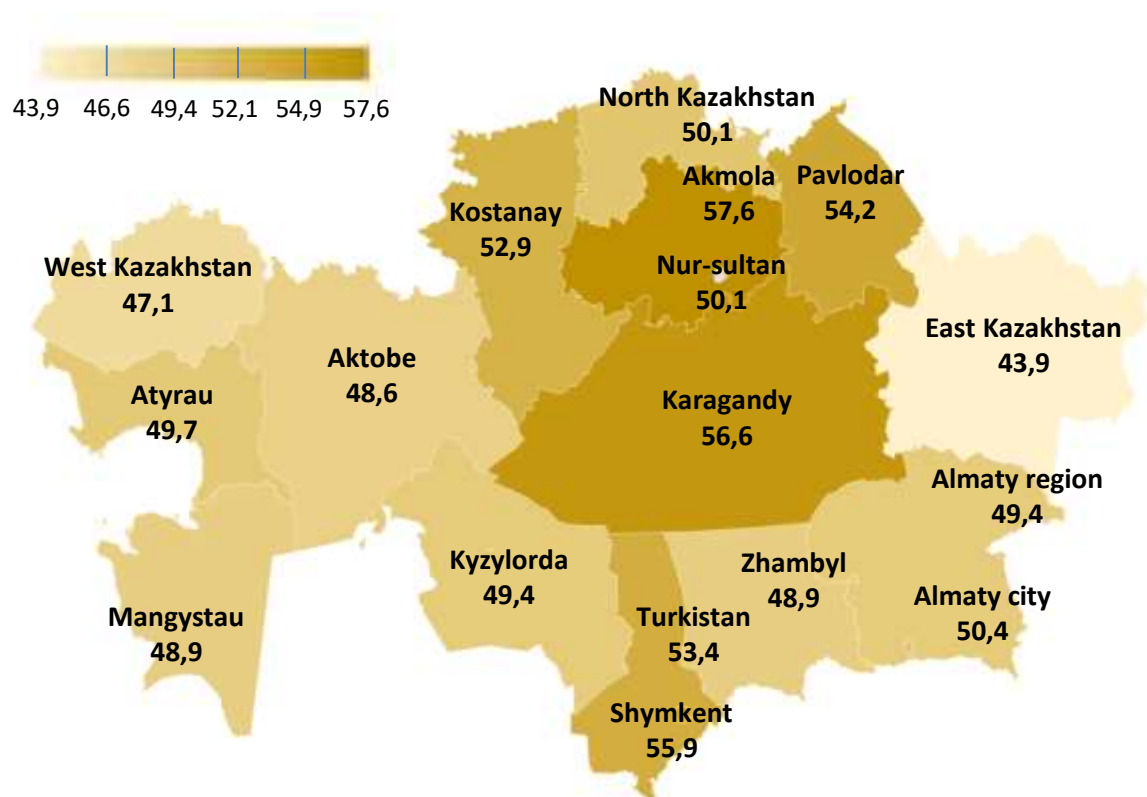 43,9 46,6 49,4 52,1 54,9 57,6
North Kazakhstan
50,1
Akmola
57,6
Pavlodar
54,2
Kostanay
52,9
Nur-sultan
50,1
West Kazakhstan
47,1
East Kazakhstan
43,9
Aktobe
48,6
Atyrau
49,7
Karagandy
56,6
Almaty region
49,4
Kyzylorda
49,4
Zhambyl
48,9
Almaty city
50,4
Mangystau
48,9
Turkistan
53,4
Shymkent
55,9